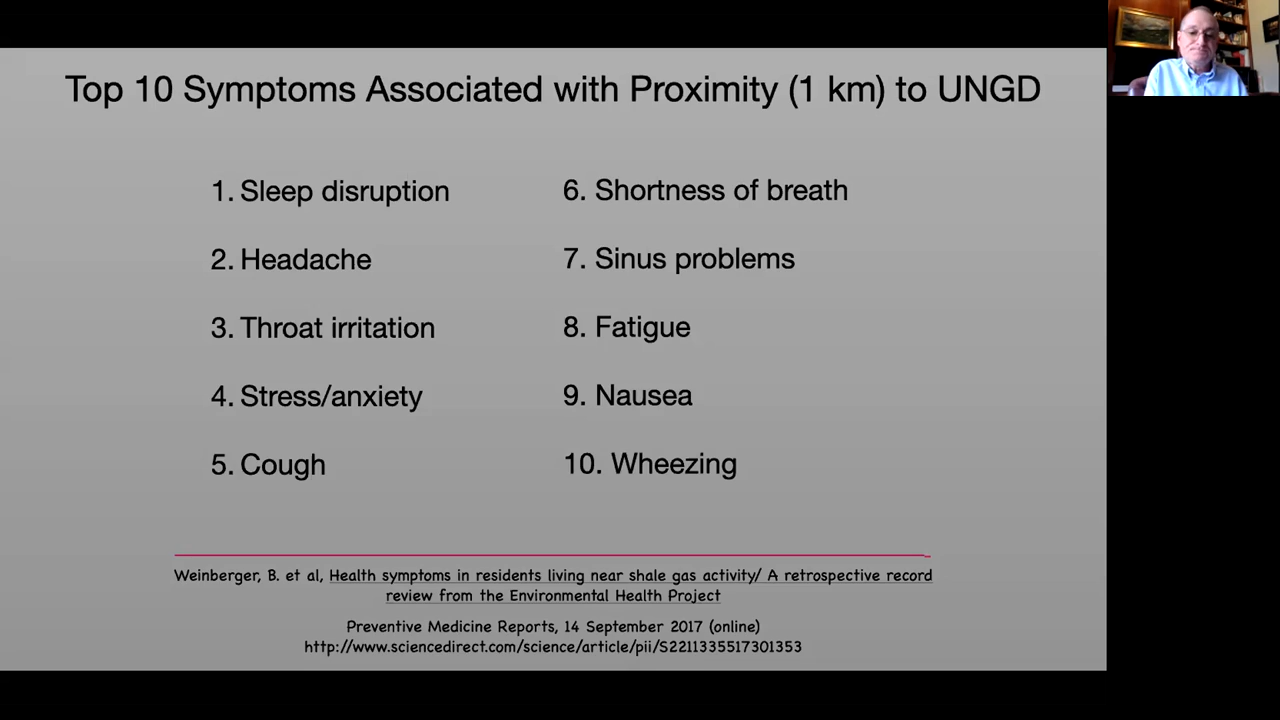 Top 10 Symptoms Associated with Proximity (1 km) to UNGD
1. Sleep disruption
2. Headache
3. Throat irritation
4. Stress/anxiety
5. Cough
6. Shortness of breath
7. Sinus problems
8. Fatigue
9. Nausea
10. Wheezing
Weinberger, B. et al, Health symptoms in residents living near shale gas activity/ A retrospective record
review from the Environmental Health Project
Preventive Medicine Reports, 14 September 2017 (online)
http://www.sciencedirect.com/science/article/pii/S2211335517301353